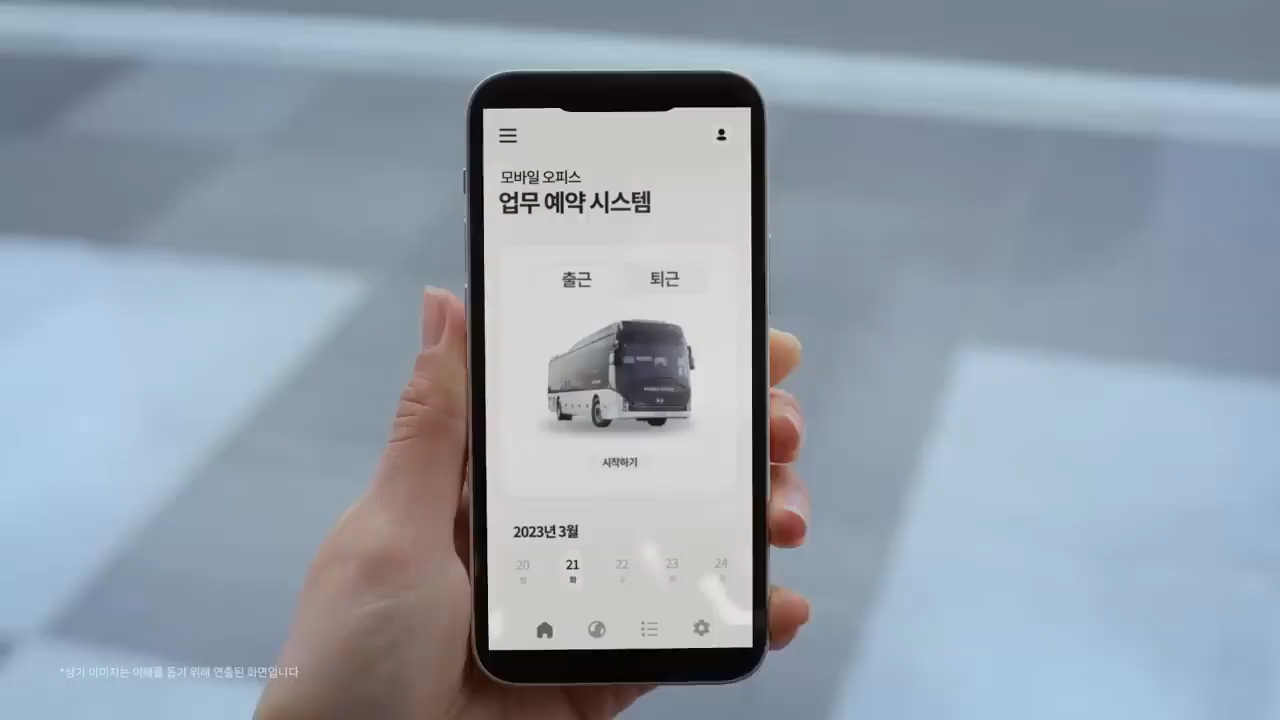 모바일 오피스
업무 예약 시스템
출근 퇴근
시작하기
2023년 3월
20 21 22 23 24
월 화
*상기 이미지는 이해를 돕기 위해 연출된 화면입니다